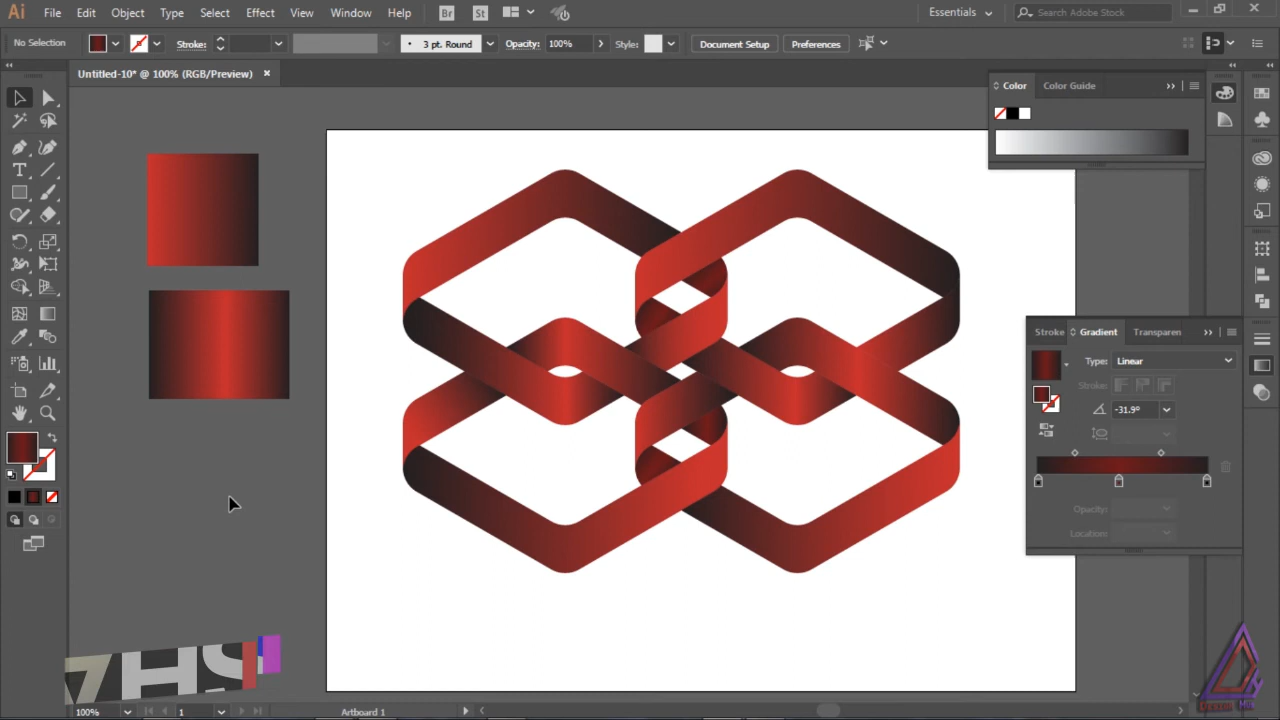 Ai File Edit Object Type Select Effect View Window Help Br St Essentials Search Adobe Stock
No Selection Stroke: 3 pt. Round Opacity: 100% Style: Document Setup Preferences
Untitled-10* @ 100% (RGB/Preview) ×
Color Color Guide
Stroke Gradient Transparen
Type: Linear
Stroke:
-31.9°
Opacity:
Location:
ZHS
100% 1 Artboard 1